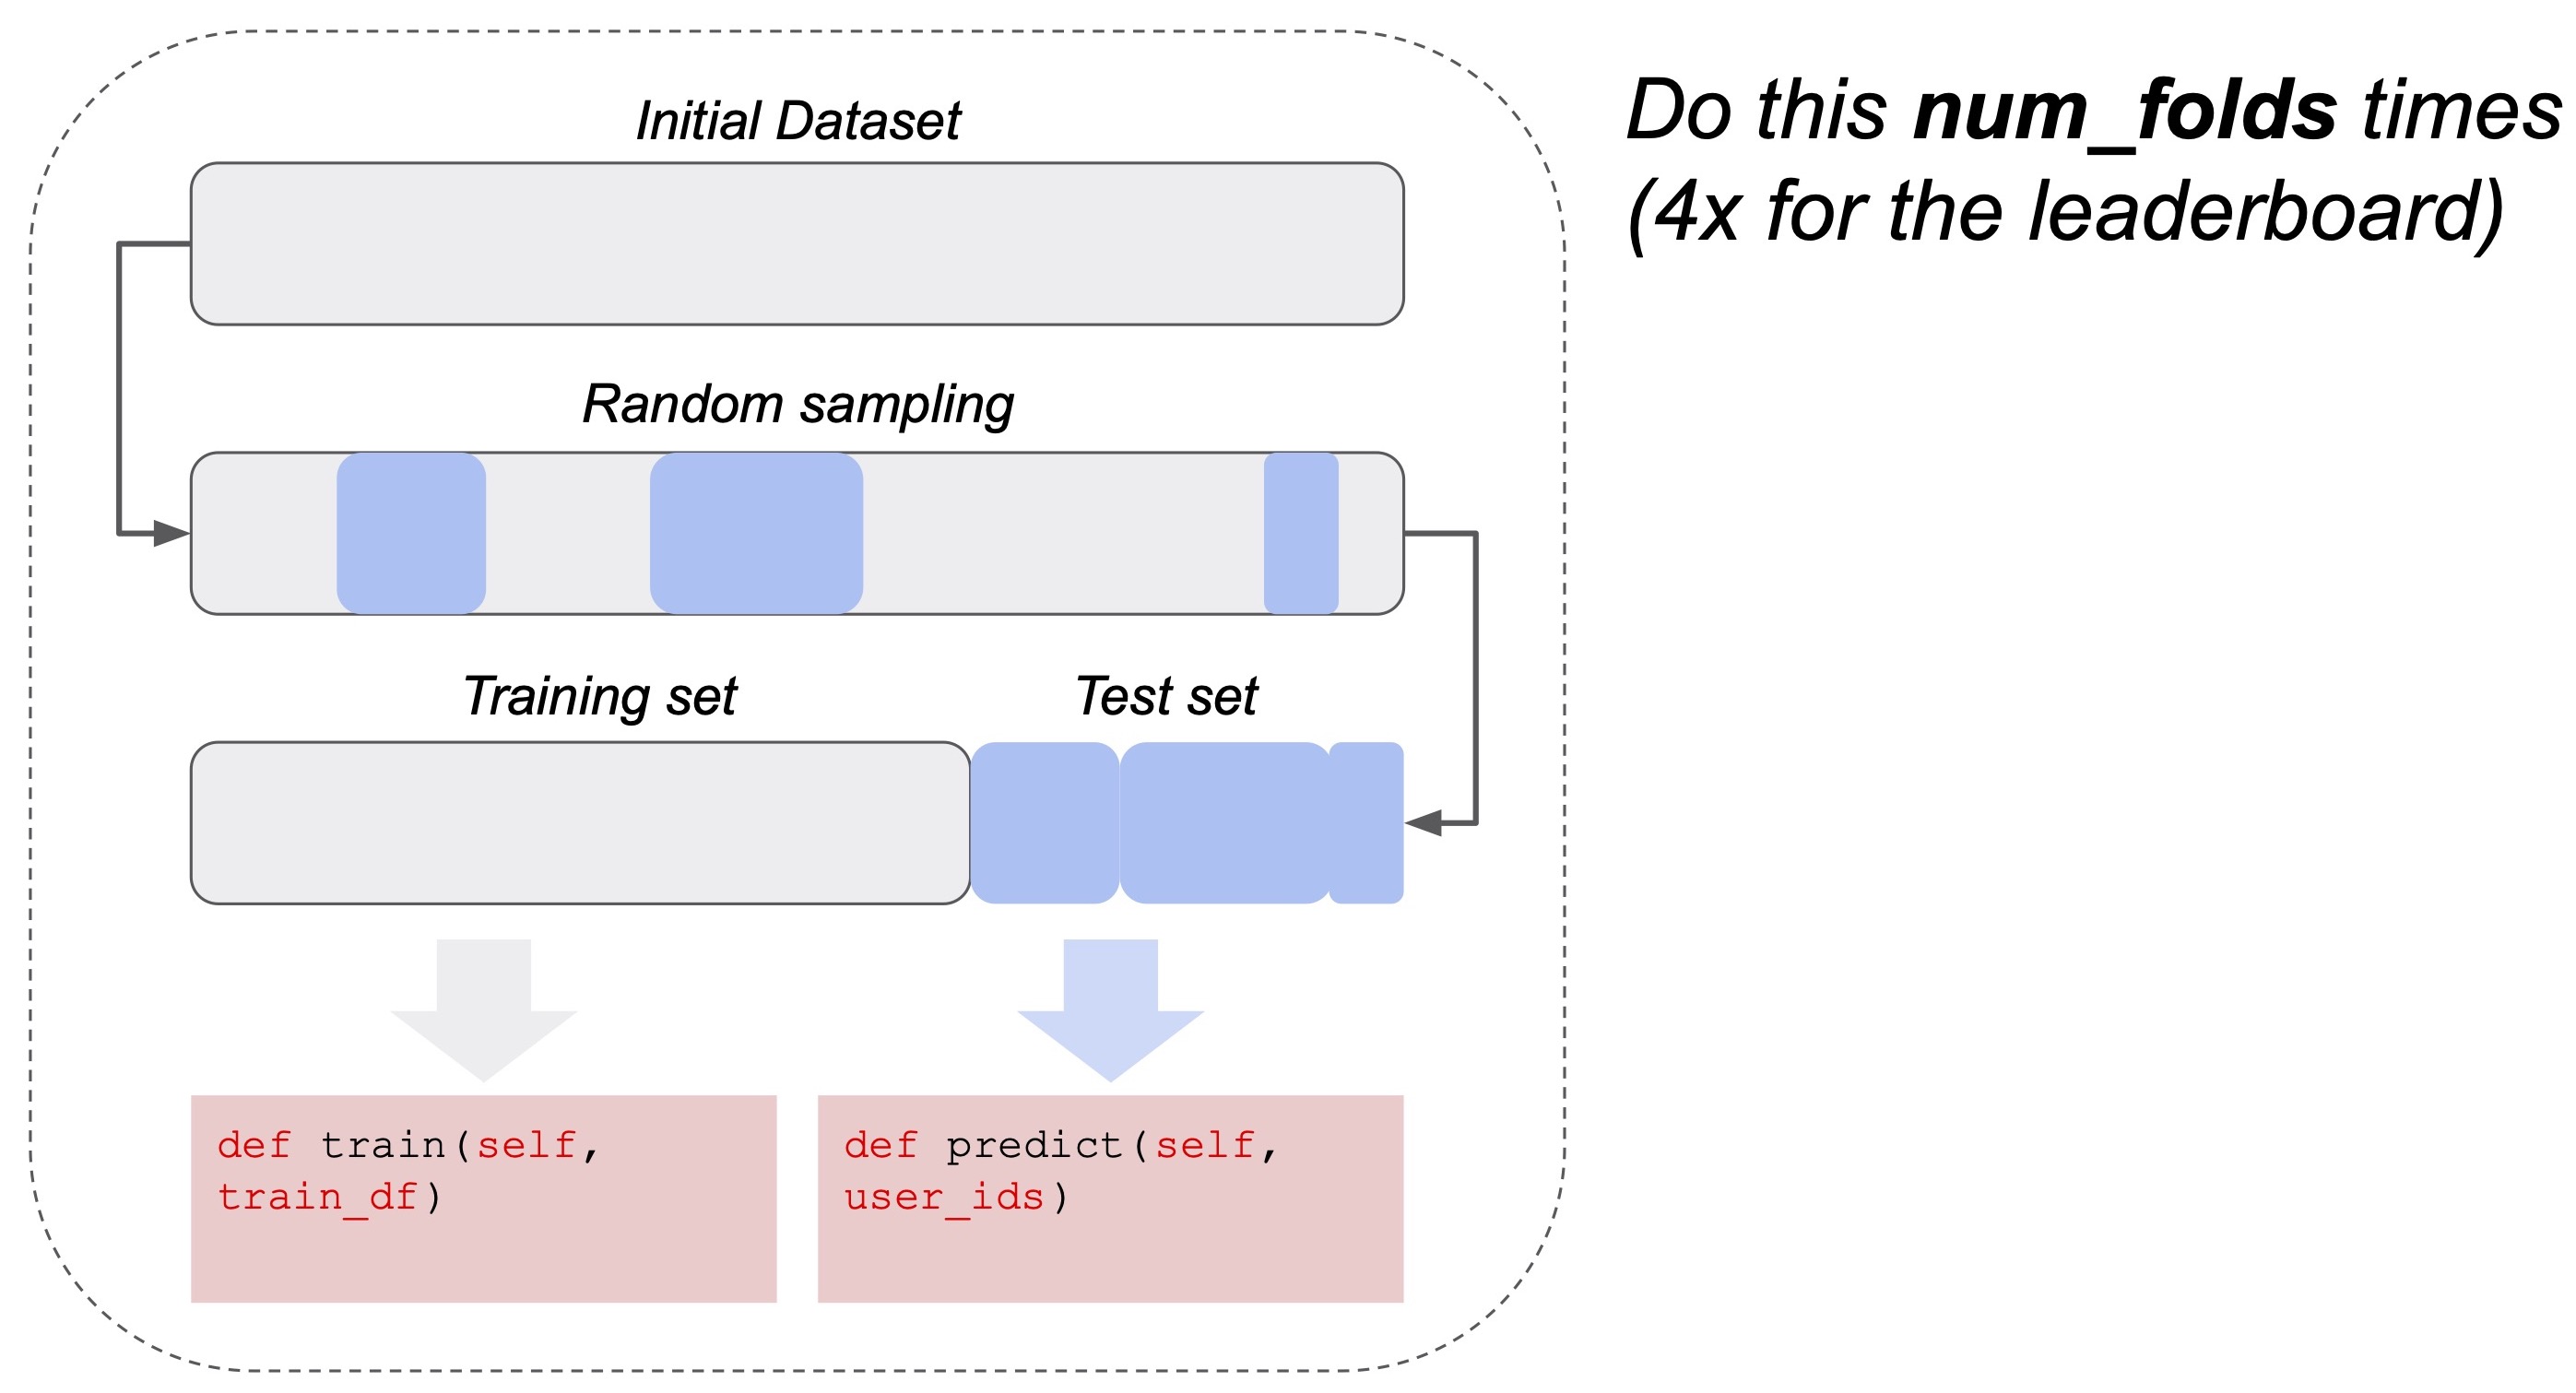 Do this num_folds times
(4x for the leaderboard)
Initial Dataset
Random sampling
Training set
Test set
def train(self,
train_df)
def predict(self,
user_ids)